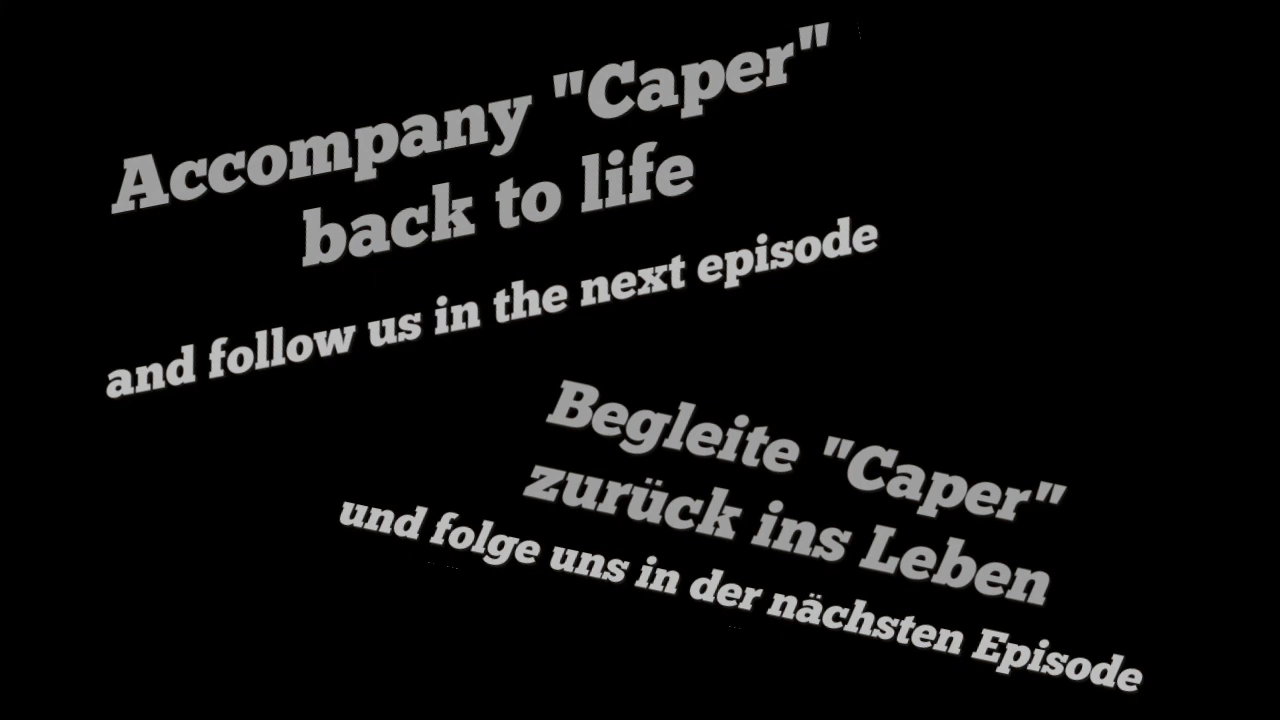 Accompany "Caper"
back to life
and follow us in the next episode
Begleite "Caper"
zurück ins Leben
und folge uns in der nächsten Episode